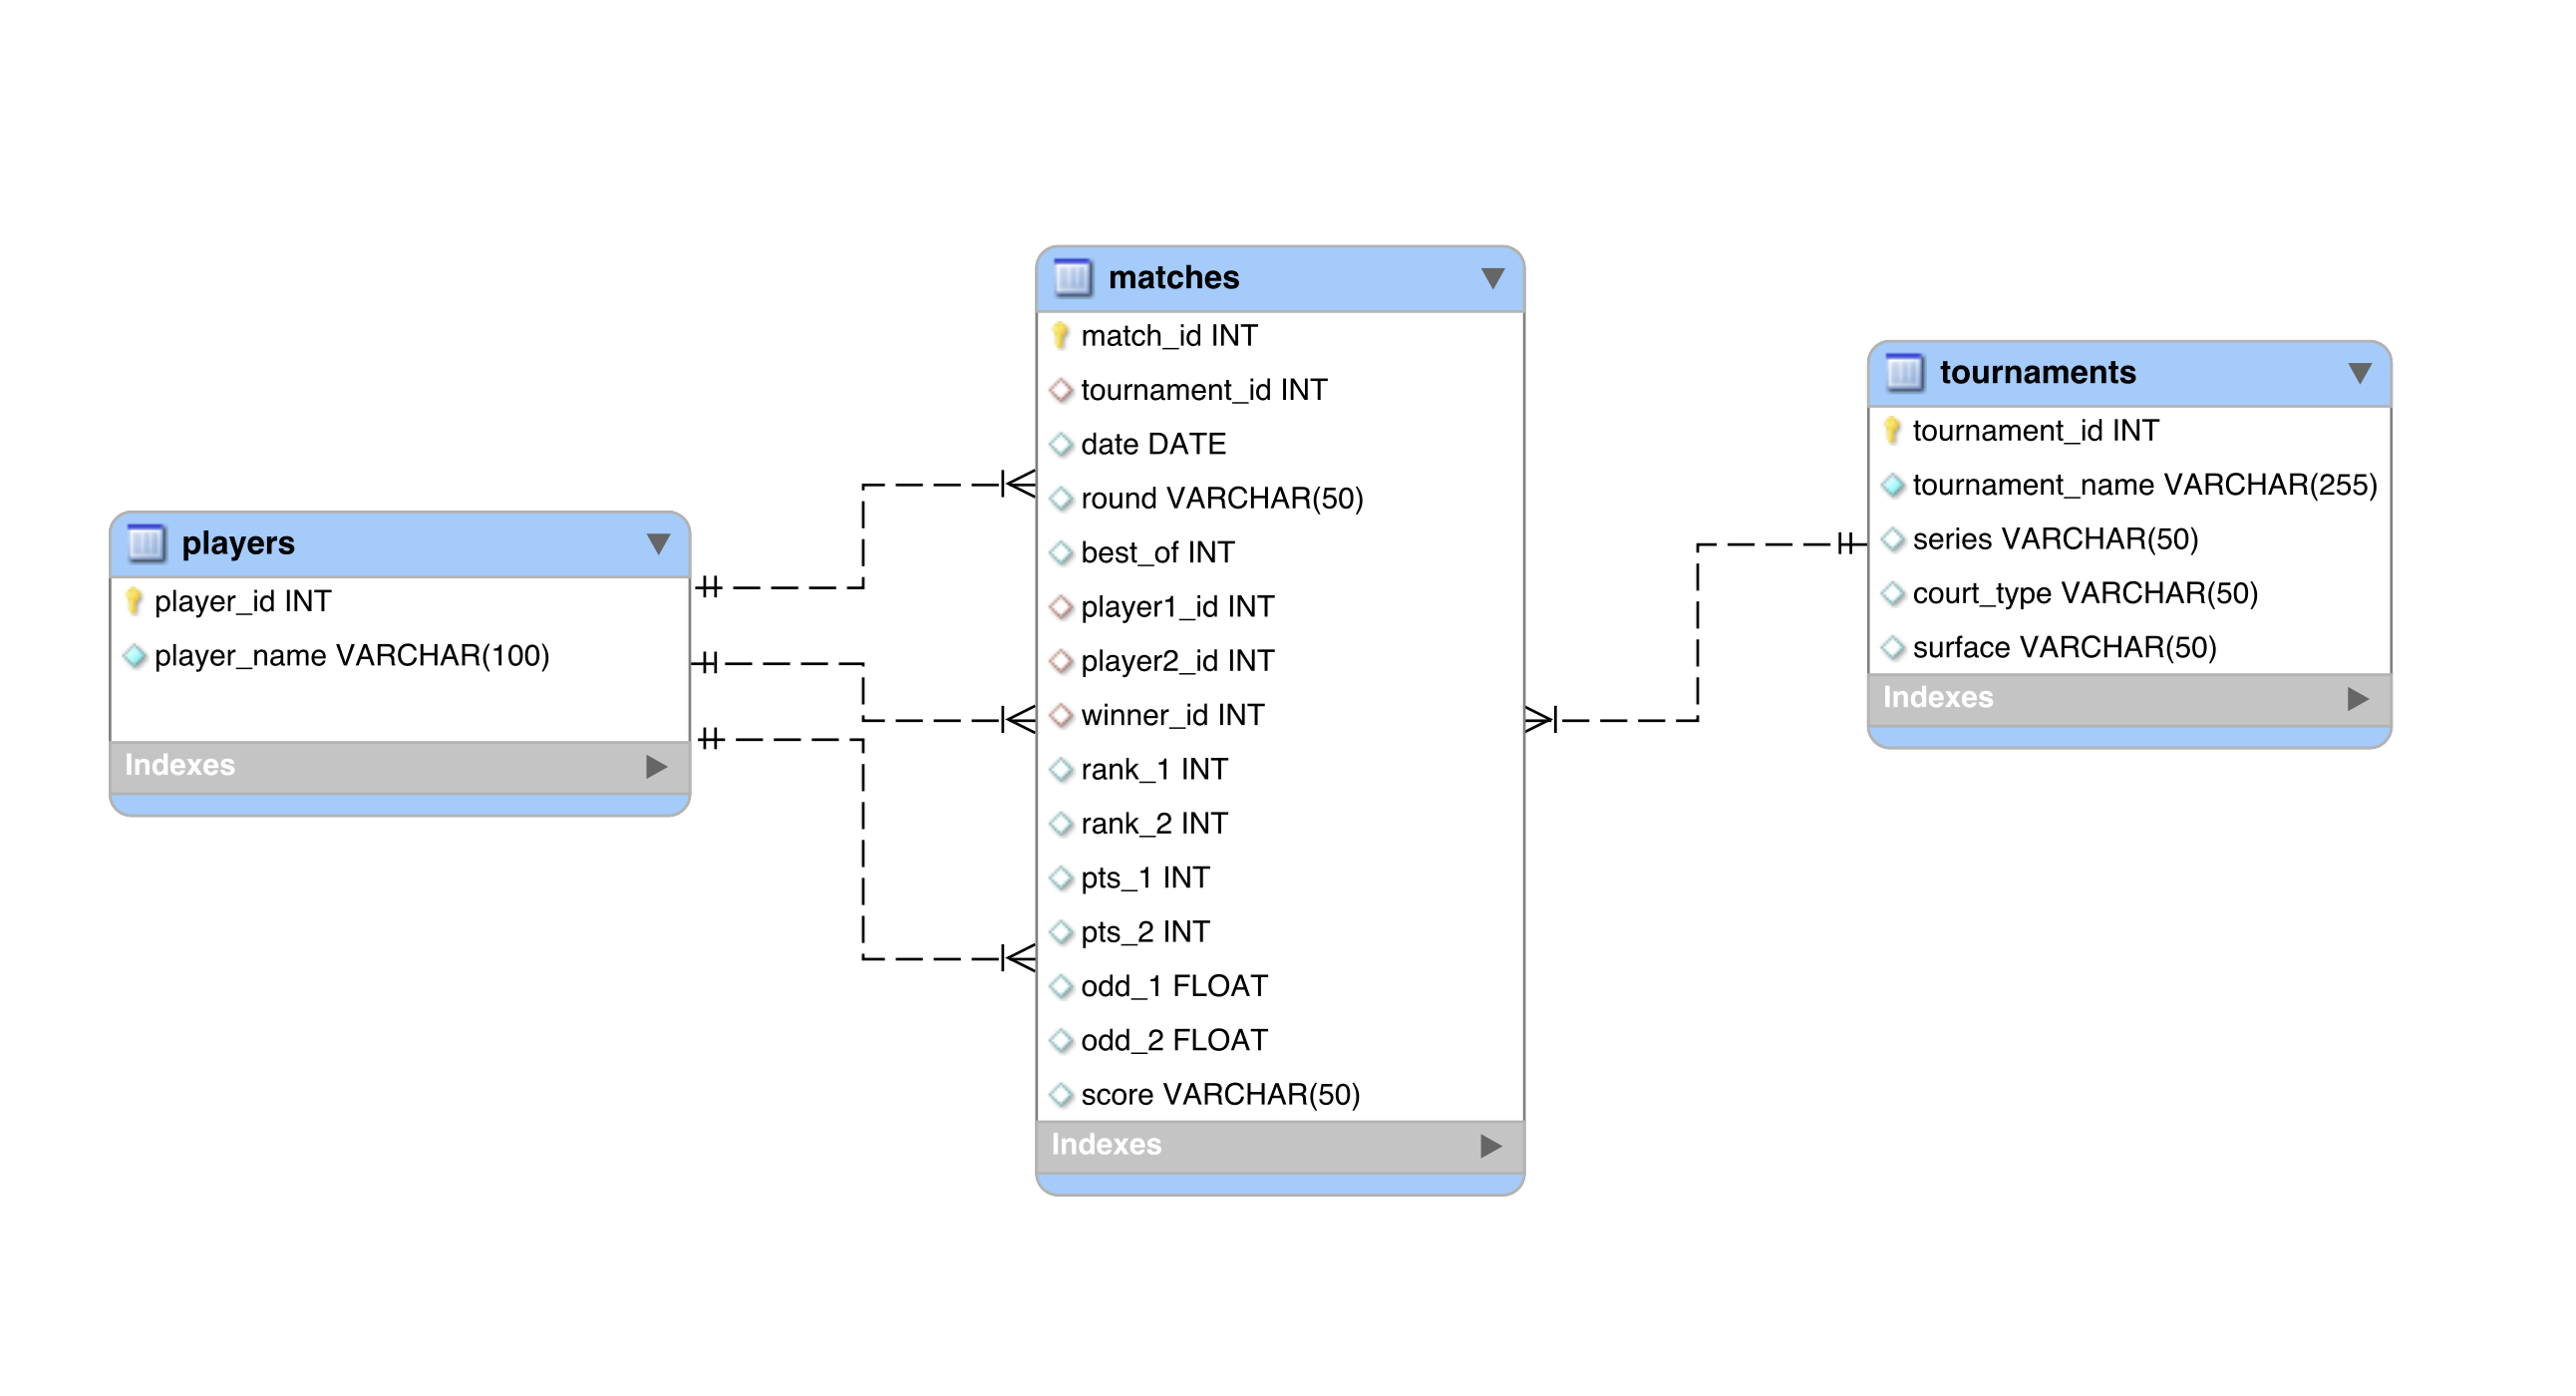 players
player_id INT
player_name VARCHAR(100)
Indexes
matches
match_id INT
tournament_id INT
date DATE
round VARCHAR(50)
best_of INT
player1_id INT
player2_id INT
winner_id INT
rank_1 INT
rank_2 INT
pts_1 INT
pts_2 INT
odd_1 FLOAT
odd_2 FLOAT
score VARCHAR(50)
Indexes
tournaments
tournament_id INT
tournament_name VARCHAR(255)
series VARCHAR(50)
court_type VARCHAR(50)
surface VARCHAR(50)
Indexes